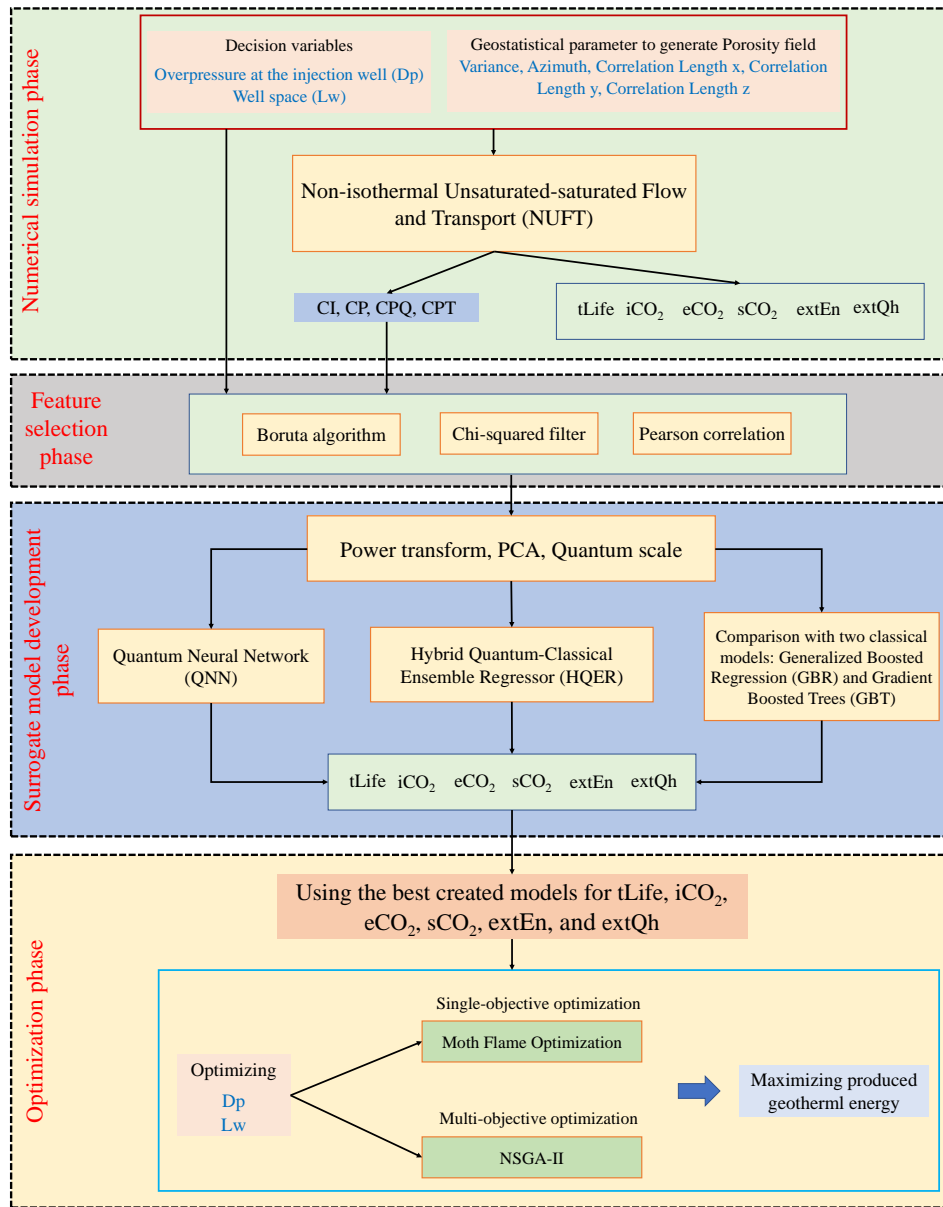 Numerical simulation phase
Decision variables
Overpressure at the injection well (Dp)
Well space (Lw)
Geostatistical parameter to generate Porosity field
Variance, Azimuth, Correlation Length x, Correlation
Length y, Correlation Length z
Non-isothermal Unsaturated-saturated Flow
and Transport (NUFT)
CI, CP, CPQ, CPT
tLife iCO₂ eCO₂ sCO₂ extEn extQh
Feature
selection
phase
Boruta algorithm
Chi-squared filter
Pearson correlation
Surrogate model development
phase
Power transform, PCA, Quantum scale
Quantum Neural Network
(QNN)
Hybrid Quantum-Classical
Ensemble Regressor (HQER)
Comparison with two classical
models: Generalized Boosted
Regression (GBR) and Gradient
Boosted Trees (GBT)
tLife iCO₂ eCO₂ sCO₂ extEn extQh
Optimization phase
Using the best created models for tLife, iCO₂,
eCO₂, sCO₂, extEn, and extQh
Optimizing
Dp
Lw
Single-objective optimization
Moth Flame Optimization
Multi-objective optimization
NSGA-II
Maximizing produced
geotherml energy